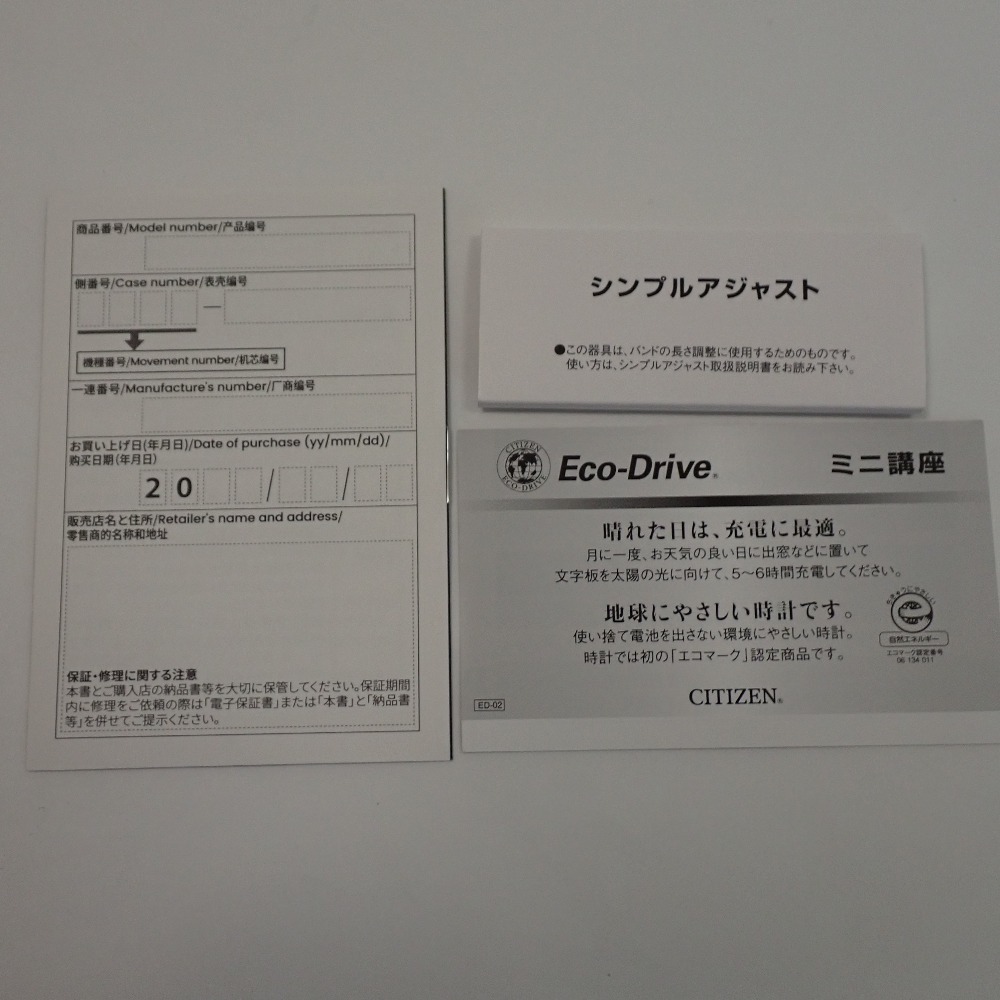 商品番号/Model number/产品编号
側番号/Case number/表壳编号
—
機種番号/Movement number/机芯编号
一連番号/Manufacture's number/厂商编号
お買い上げ日(年月日)/Date of purchase (yy/mm/dd)/
购买日期(年月日)
20 / /
販売店名と住所/Retailer's name and address/
零售商的名称和地址
保証・修理に関する注意
本書とご購入店の納品書等を大切に保管してください。保証期間
内に修理をご依頼の際は「電子保証書」または「本書」と「納品書
等」を併せてご提示ください。
シンプルアジャスト
●この器具は、バンドの長さ調整に使用するためのものです。
使い方は、シンプルアジャスト取扱説明書をお読み下さい。
CITIZEN
ECO-DRIVE
Eco-Drive®
ミニ講座
晴れた日は、充電に最適。
月に一度、お天気の良い日に出窓などに置いて
文字板を太陽の光に向けて、5〜6時間充電してください。
地球にやさしい時計です。
使い捨て電池を出さない環境にやさしい時計。
時計では初の「エコマーク」認定商品です。
ちきゅうにやさしい
自然エネルギー
エコマーク認定番号
06 134 011
CITIZEN®
ED-02